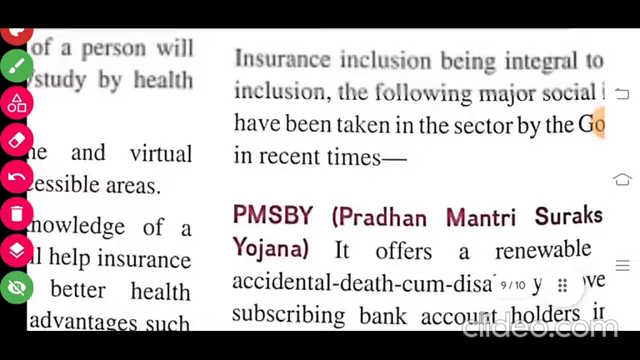 of a person will
study by health
ne and virtual
cessible areas.
nowledge of a
ll help insurance
better health
advantages such
Insurance inclusion being integral to
inclusion, the following major social
have been taken in the sector by the Go
in recent times—
PMSBY (Pradhan Mantri Suraks
Yojana) It offers a renewable
accidental-death-cum-disa
subscribing bank account holders in
9/10
clideo.com